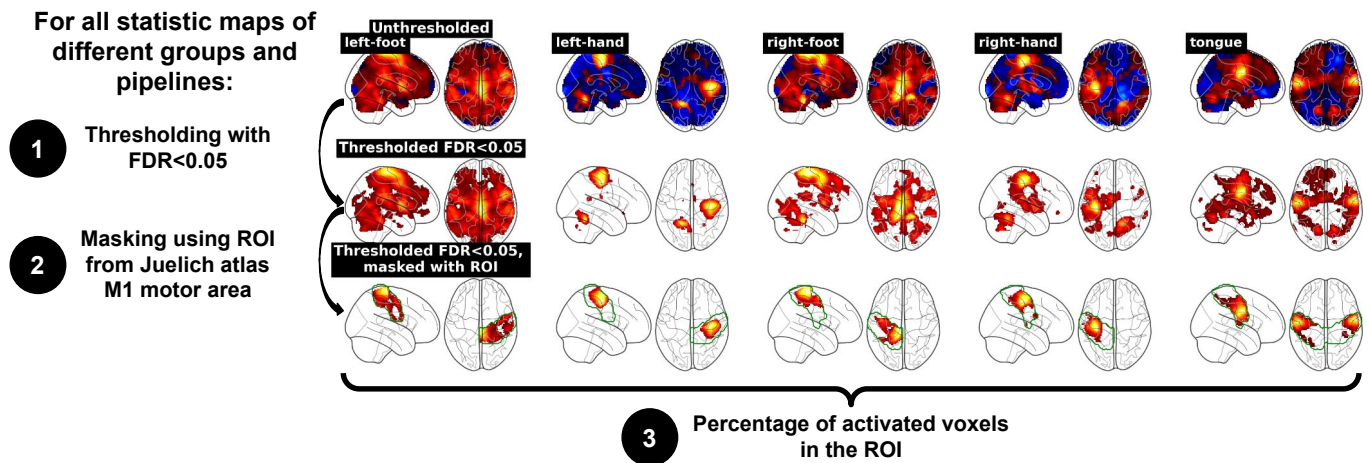 For all statistic maps of
different groups and
pipelines:
1
Thresholding with
FDR<0.05
2
Masking using ROI
from Juelich atlas
M1 motor area
Unthresholded
left-foot
left-hand
right-foot
right-hand
tongue
Thresholded FDR<0.05
Thresholded FDR<0.05,
masked with ROI
3
Percentage of activated voxels
in the ROI